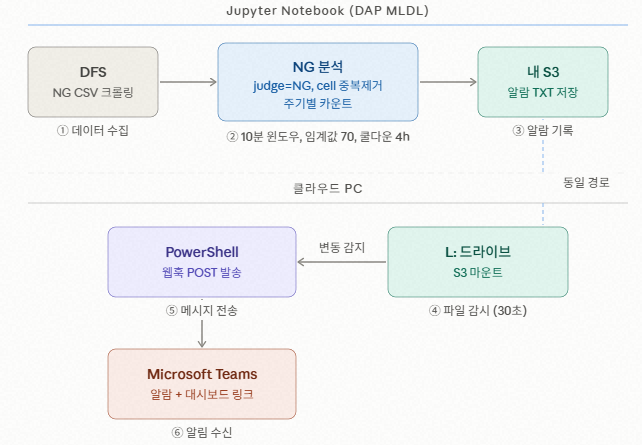 Jupyter Notebook (DAP MLDL)
DFS
NG CSV 크롤링
① 데이터 수집
NG 분석
judge=NG, cell 중복제거
주기별 카운트
② 10분 윈도우, 임계값 70, 쿨다운 4h
내 S3
알람 TXT 저장
③ 알람 기록
동일 경로
클라우드 PC
PowerShell
웹훅 POST 발송
⑤ 메시지 전송
변동 감지
L: 드라이브
S3 마운트
④ 파일 감시 (30초)
Microsoft Teams
알람 + 대시보드 링크
⑥ 알림 수신